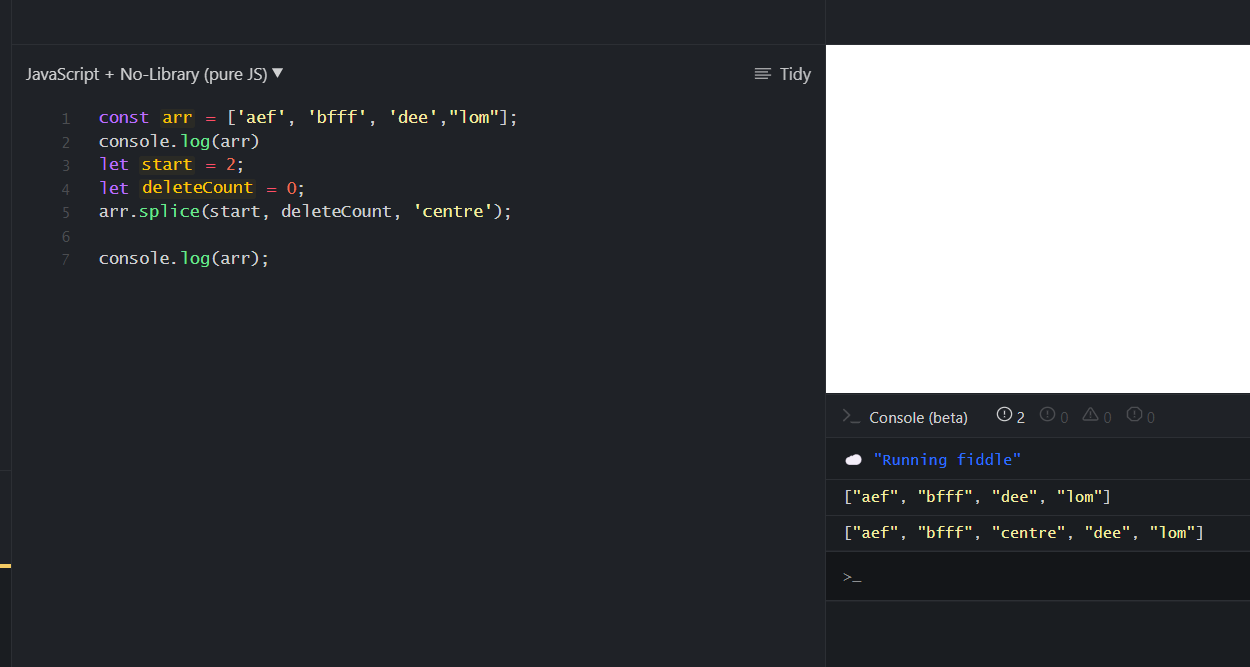 JavaScript + No-Library (pure JS) ▼
Tidy
1 const arr = ['aef', 'bfff', 'dee',"lom"];
2 console.log(arr)
3 let start = 2;
4 let deleteCount = 0;
5 arr.splice(start, deleteCount, 'centre');
6
7 console.log(arr);
>_ Console (beta) 2 0 0 0
"Running fiddle"
["aef", "bfff", "dee", "lom"]
["aef", "bfff", "centre", "dee", "lom"]
>_